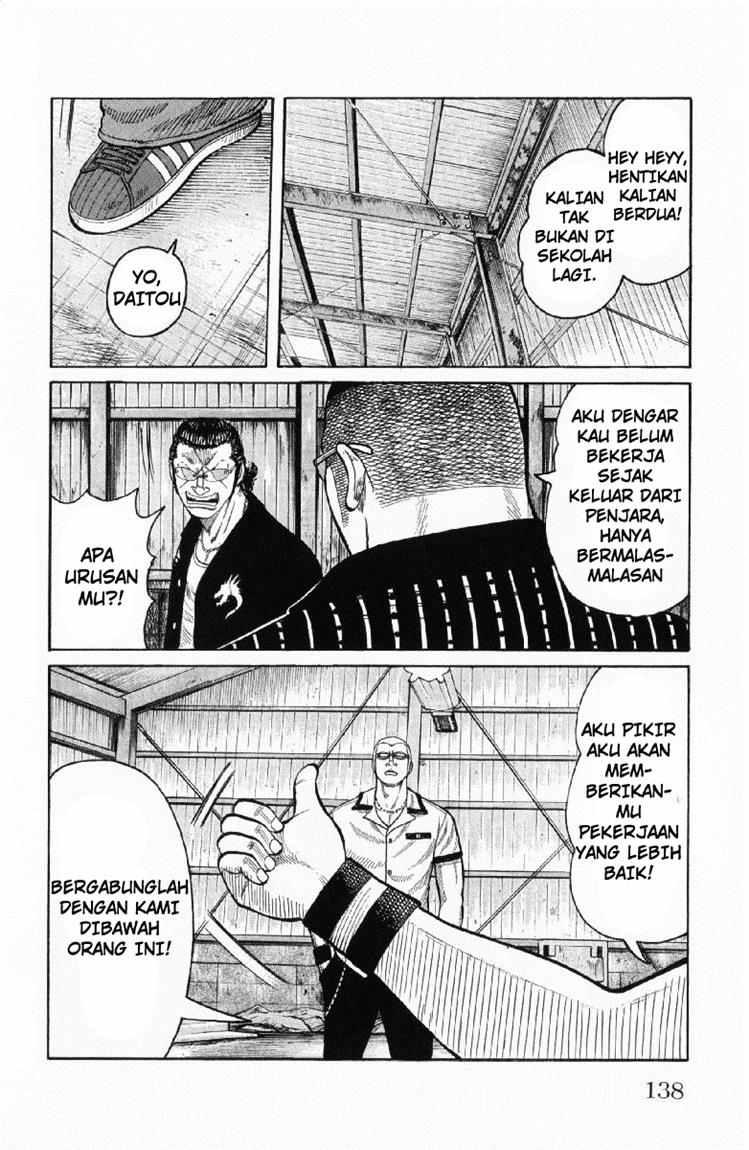 HEY HEYY,
HENTIKAN
KALIAN
BERDUA!
KALIAN
TAK
BUKAN DI
SEKOLAH
LAGI.
YO,
DAITOU
AKU DENGAR
KAU BELUM
BEKERJA
SEJAK
KELUAR DARI
PENJARA,
HANYA
BERMALAS-
MALASAN
APA
URUSAN
MU?!
AKU PIKIR
AKU AKAN
MEM-
BERIKAN-
MU
PEKERJAAN
YANG LEBIH
BAIK!
BERGABUNGLAH
DENGAN KAMI
DIBAWAH
ORANG INI!
138